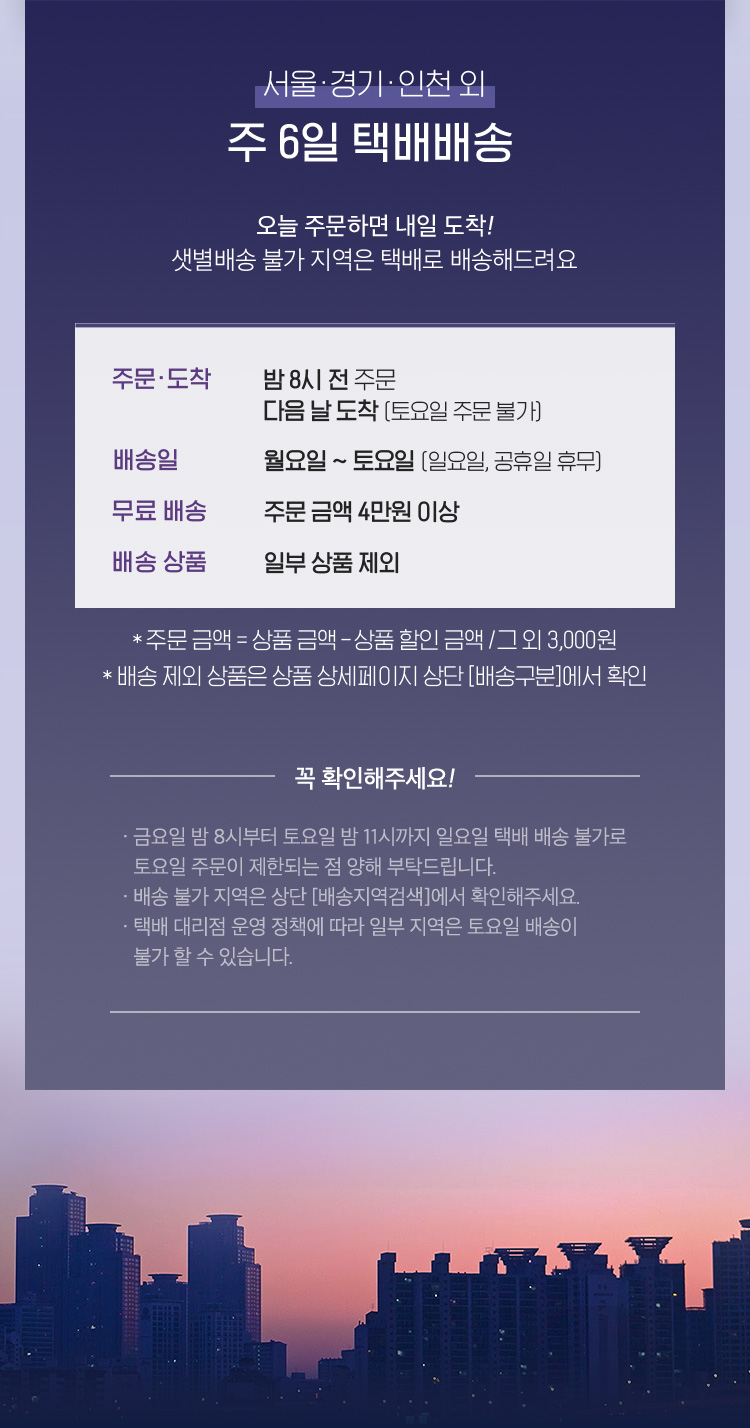 서울·경기·인천 외
주 6일 택배배송
오늘 주문하면 내일 도착!
샛별배송 불가 지역은 택배로 배송해드려요
주문·도착 밤 8시 전 주문
다음 날 도착 (토요일 주문 불가)
배송일 월요일 ~ 토요일 (일요일, 공휴일 휴무)
무료 배송 주문 금액 4만원 이상
배송 상품 일부 상품 제외
* 주문 금액 = 상품 금액 – 상품 할인 금액 / 그 외 3,000원
* 배송 제외 상품은 상품 상세페이지 상단 [배송구분]에서 확인
꼭 확인해주세요!
· 금요일 밤 8시부터 토요일 밤 11시까지 일요일 택배 배송 불가로
토요일 주문이 제한되는 점 양해 부탁드립니다.
· 배송 불가 지역은 상단 [배송지역검색]에서 확인해주세요.
· 택배 대리점 운영 정책에 따라 일부 지역은 토요일 배송이
불가 할 수 있습니다.